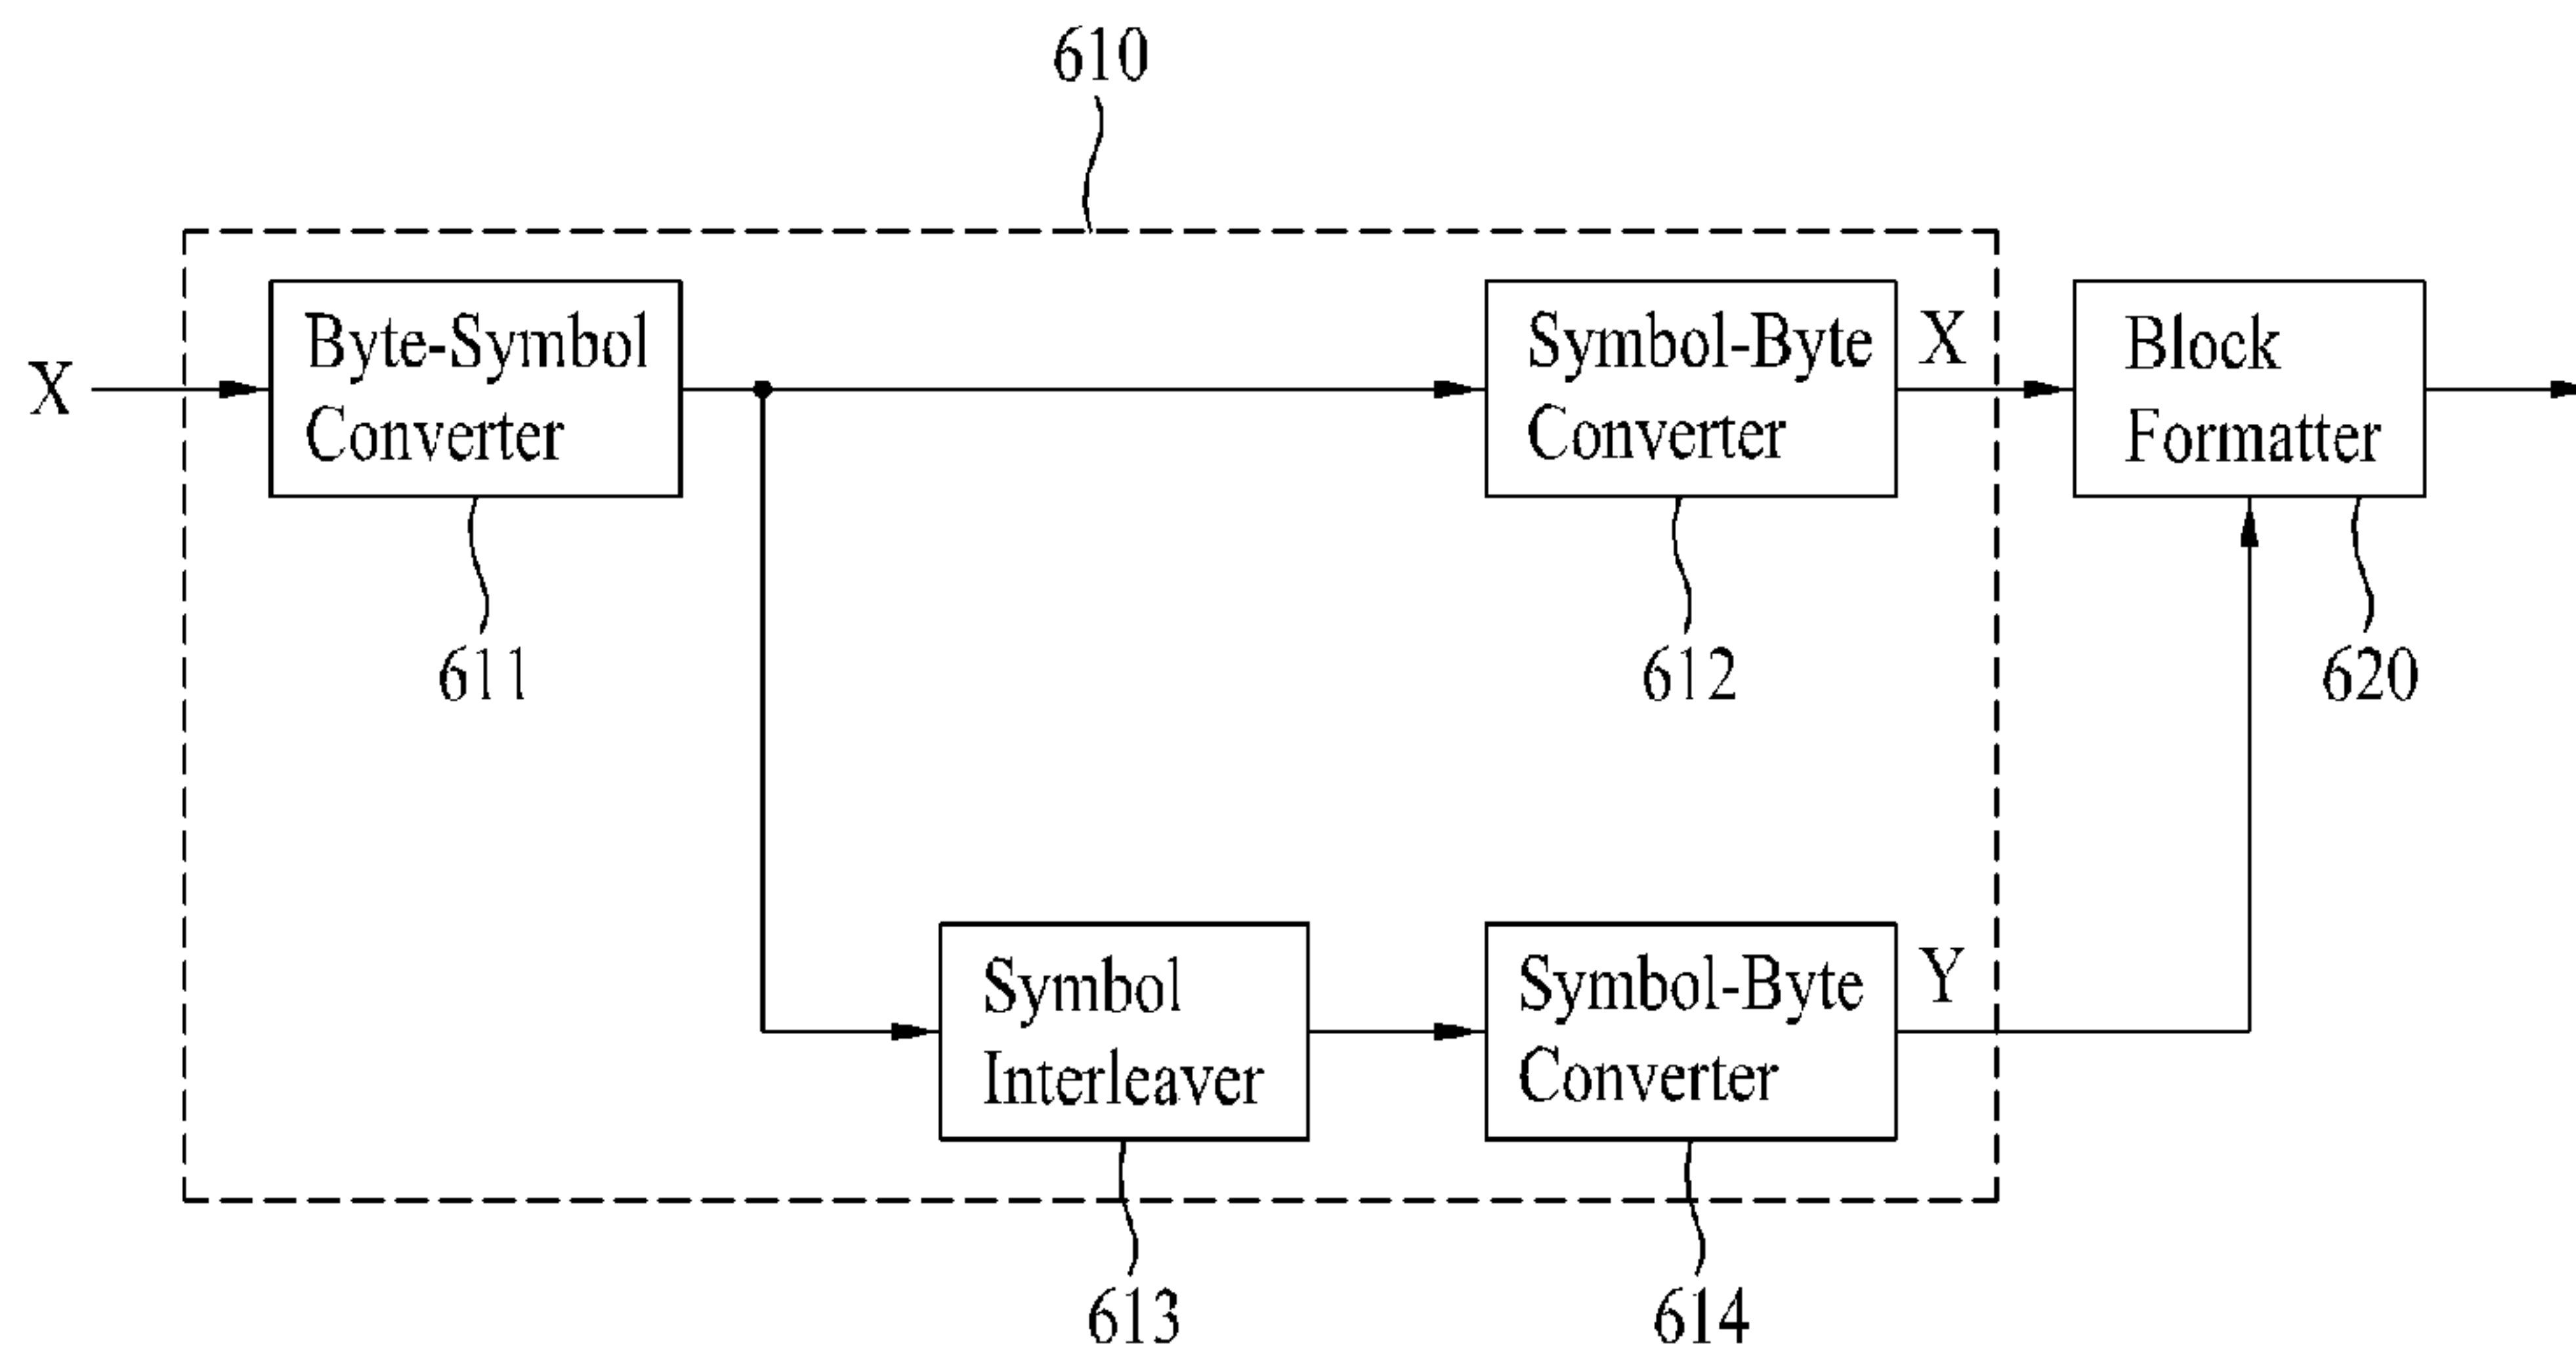 610
X
Byte-Symbol
Converter
611
Symbol-Byte
Converter
612
X
Block
Formatter
620
Symbol
Interleaver
613
Symbol-Byte
Converter
614
Y